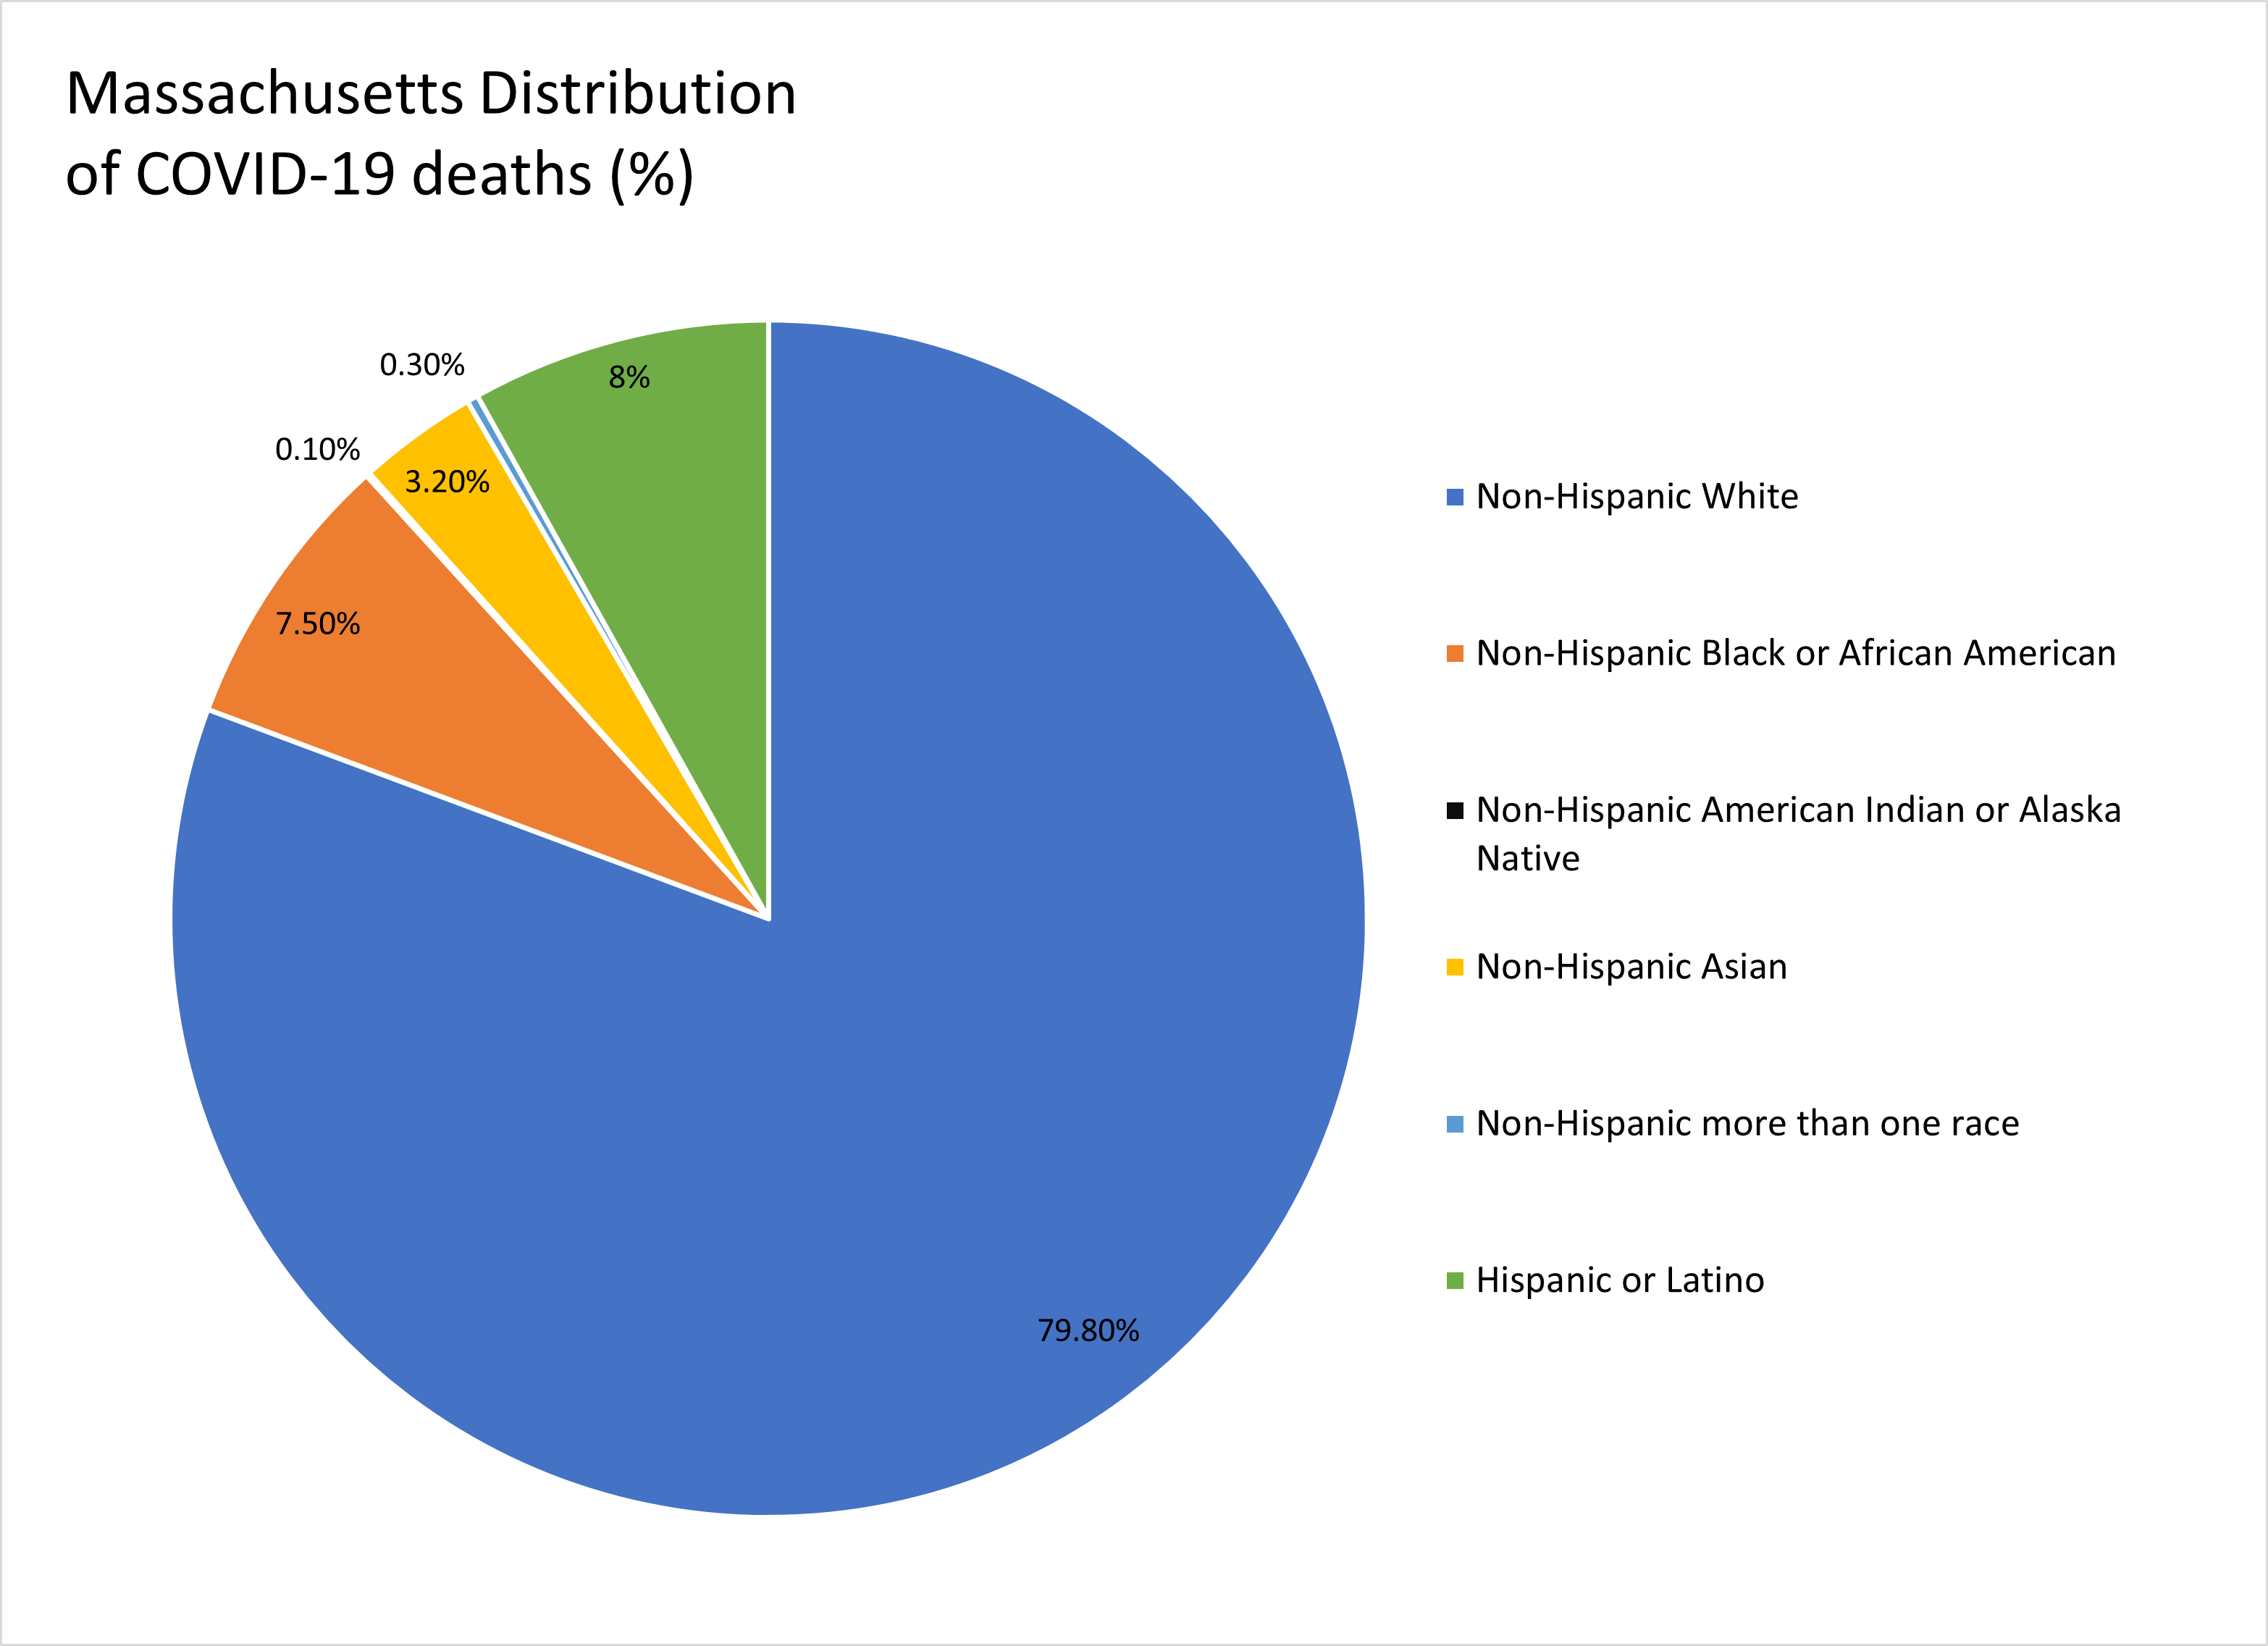 Massachusetts Distribution
of COVID-19 deaths (%)
0.30%
8%
0.10%
3.20%
7.50%
79.80%
Non-Hispanic White
Non-Hispanic Black or African American
Non-Hispanic American Indian or Alaska
Native
Non-Hispanic Asian
Non-Hispanic more than one race
Hispanic or Latino